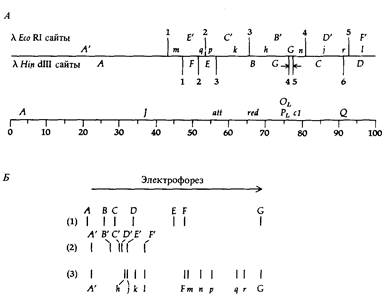 А
1 2 3 4 5
λ Eco RI сайты E' C' B' D' F'
A' m q p k h G n j r l
λ Hin dIII сайты A F E B G C D
1 2 3 4 5 6
O_L
A J att red P_L c1 Q
0 10 20 30 40 50 60 70 80 90 100
Б
Электрофорез
A B C D E F G
(1)
A' B' C' D' E' F'
(2)
(3)
A' h j k l F m n p q r G